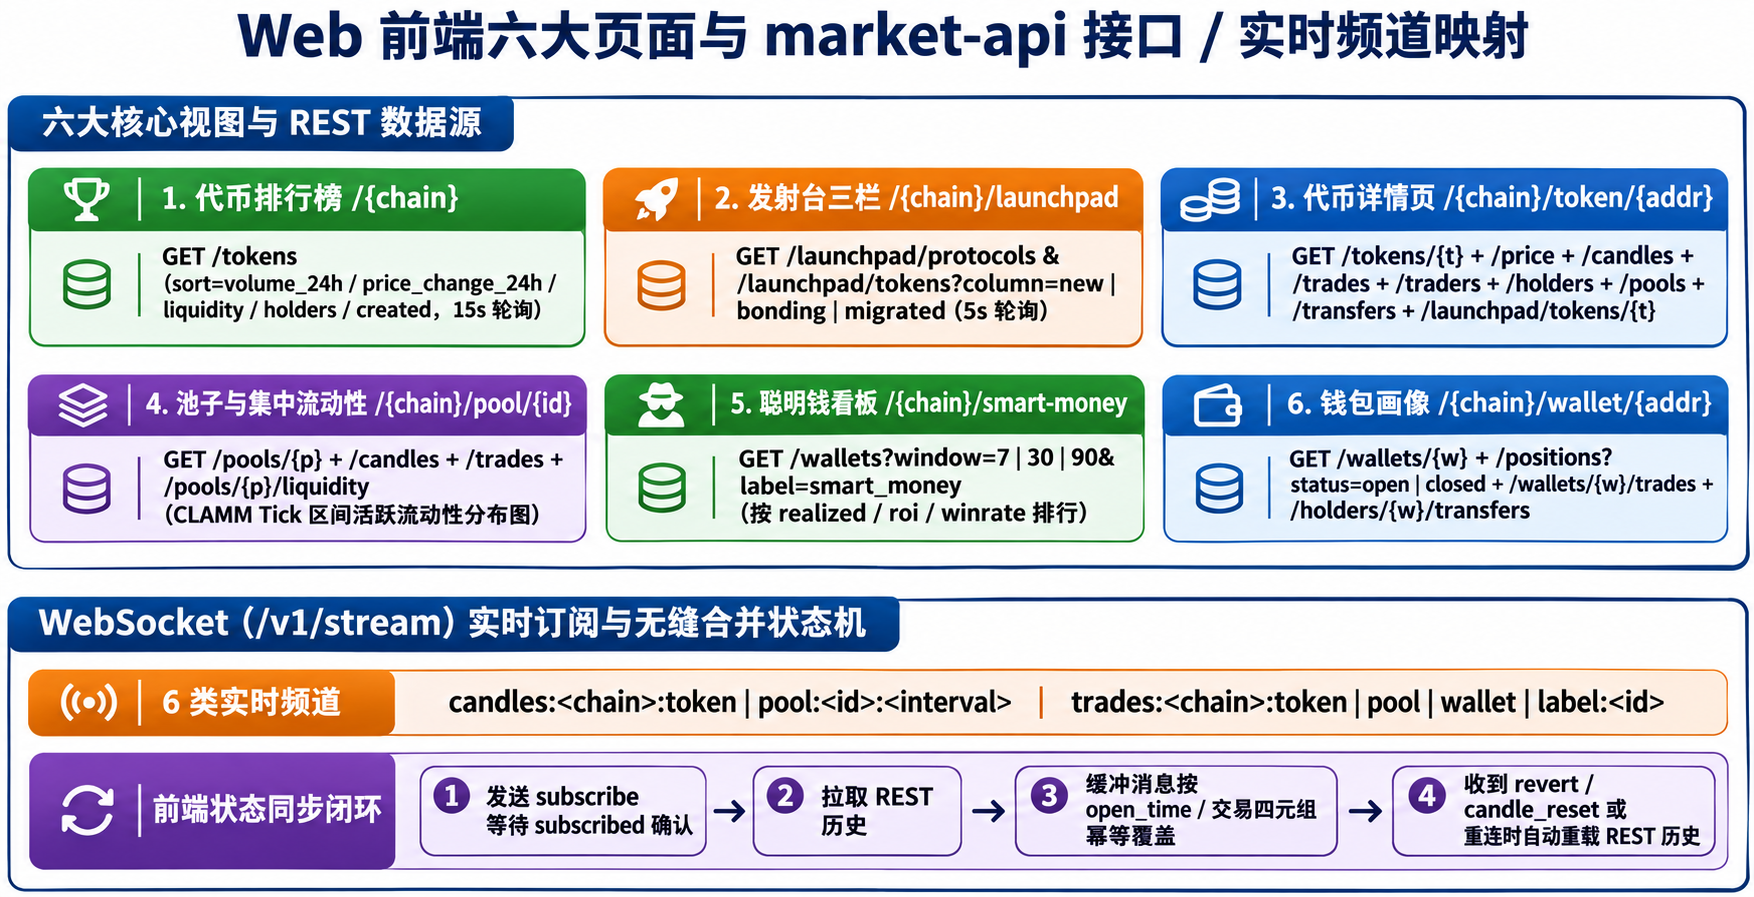 Web 前端六大页面与 market-api 接口 / 实时频道映射
六大核心视图与 REST 数据源
1. 代币排行榜 /{chain}
GET /tokens
(sort=volume_24h / price_change_24h /
liquidity / holders / created，15s 轮询）
2. 发射台三栏 /{chain}/launchpad
GET /launchpad/protocols &
/launchpad/tokens?column=new |
bonding | migrated（5s 轮询）
3. 代币详情页 /{chain}/token/{addr}
GET /tokens/{t} + /price + /candles +
/trades + /traders + /holders + /pools +
/transfers + /launchpad/tokens/{t}
4. 池子与集中流动性 /{chain}/pool/{id}
GET /pools/{p} + /candles + /trades +
/pools/{p}/liquidity
（CLAMM Tick 区间活跃流动性分布图）
5. 聪明钱看板 /{chain}/smart-money
GET /wallets?window=7 | 30 | 90&
label=smart_money
（按 realized / roi / winrate 排行）
6. 钱包画像 /{chain}/wallet/{addr}
GET /wallets/{w} + /positions?
status=open | closed + /wallets/{w}/trades +
/holders/{w}/transfers
WebSocket（/v1/stream）实时订阅与无缝合并状态机
6 类实时频道
candles:<chain>:token | pool:<id>:<interval> | trades:<chain>:token | pool | wallet | label:<id>
前端状态同步闭环
1 发送 subscribe
等待 subscribed 确认
2 拉取 REST
历史
3 缓冲消息按
open_time / 交易四元组
幂等覆盖
4 收到 revert /
candle_reset 或
重连时自动重载 REST 历史